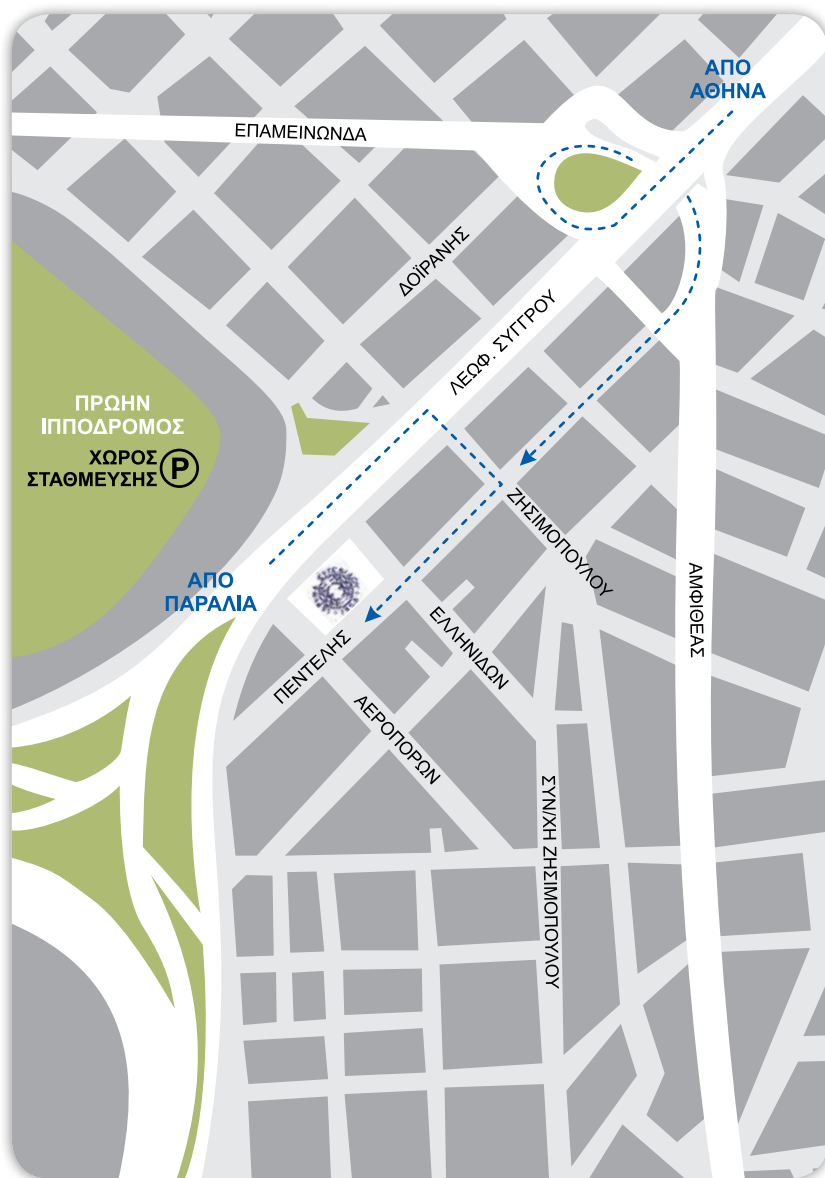 ΑΠΟ
ΑΘΗΝΑ
ΕΠΑΜΕΙΝΩΝΔΑ
ΔΟΪΡΑΝΗΣ
ΛΕΩΦ. ΣΥΓΓΡΟΥ
ΠΡΩΗΝ
ΙΠΠΟΔΡΟΜΟΣ
ΧΩΡΟΣ
ΣΤΑΘΜΕΥΣΗΣ P
ΖΗΣΙΜΟΠΟΥΛΟΥ
ΑΠΟ
ΠΑΡΑΛΙΑ
ΑΜΦΙΘΕΑΣ
ΕΛΛΗΝΙΔΩΝ
ΠΕΝΤΕΛΗΣ
ΑΕΡΟΠΟΡΩΝ
ΣΥΝ/ΧΗ ΖΗΣΙΜΟΠΟΥΛΟΥ